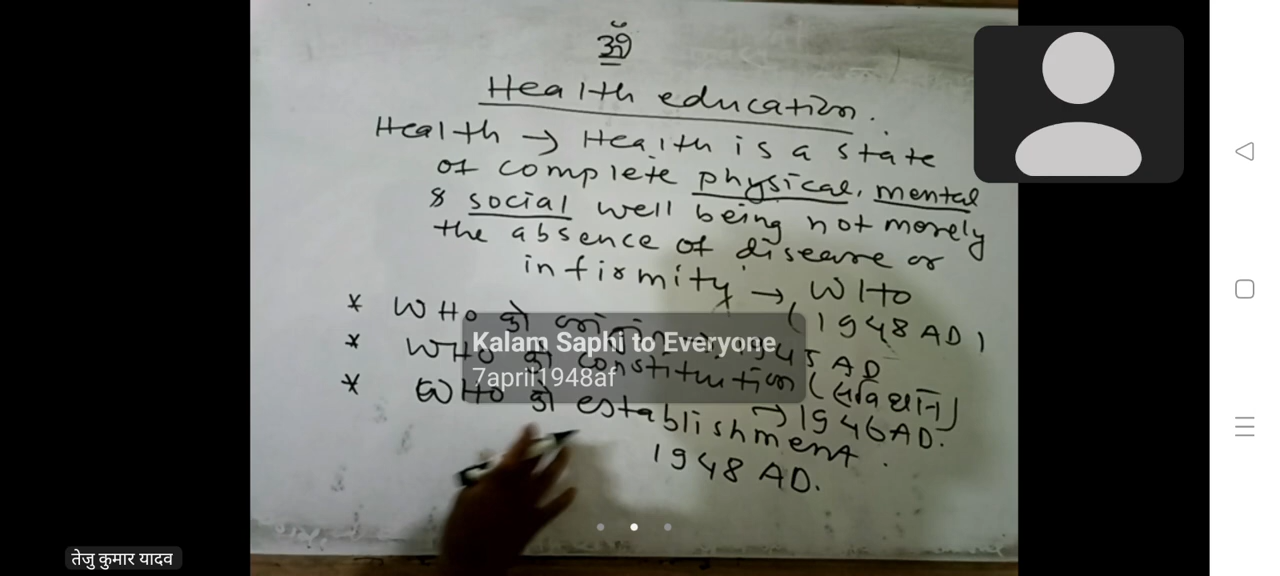 ॐ
Health education.
Health → Health is a state
of complete physical, mental
& social well being not merely
the absence of disease or
infirmity → WHO
(1948 AD)
* WHO को → 1945 AD
* WHO को constitution (संविधान)
→ 1946 AD.
* WHO को establishment.
1948 AD.
Kalam Saphi to Everyone
7april1948af
तेजु कुमार यादव